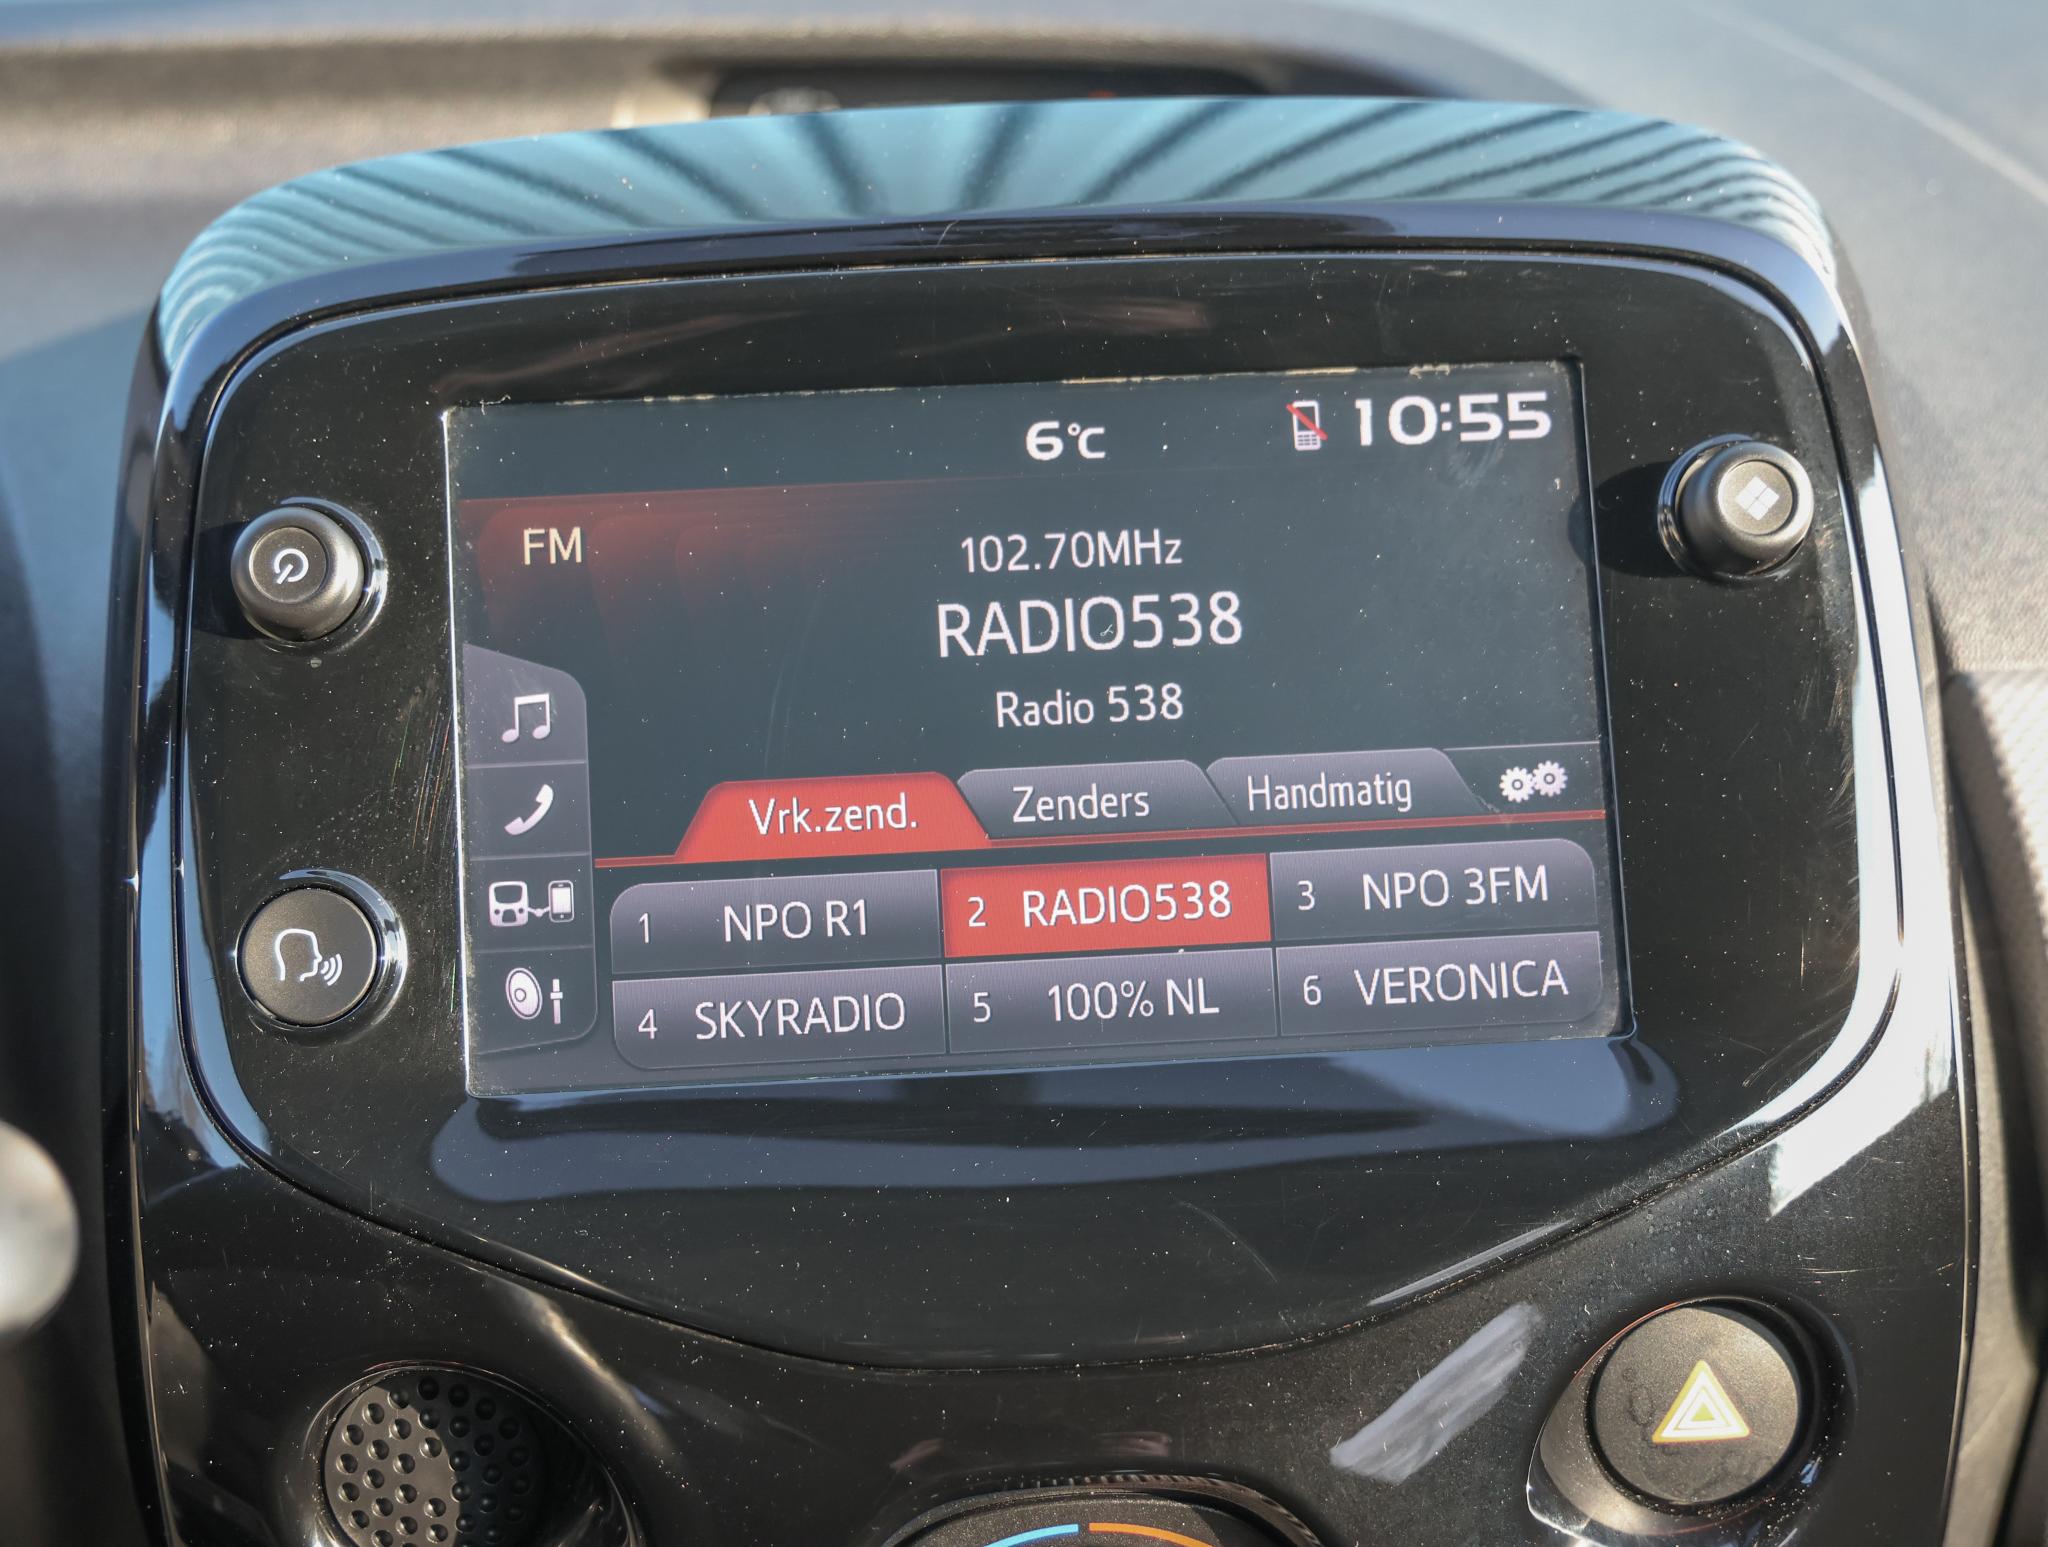 6°C 10:55
FM
102.70MHz
RADIO538
Radio 538
Vrk.zend. Zenders Handmatig
1 NPO R1 2 RADIO538 3 NPO 3FM
4 SKYRADIO 5 100% NL 6 VERONICA